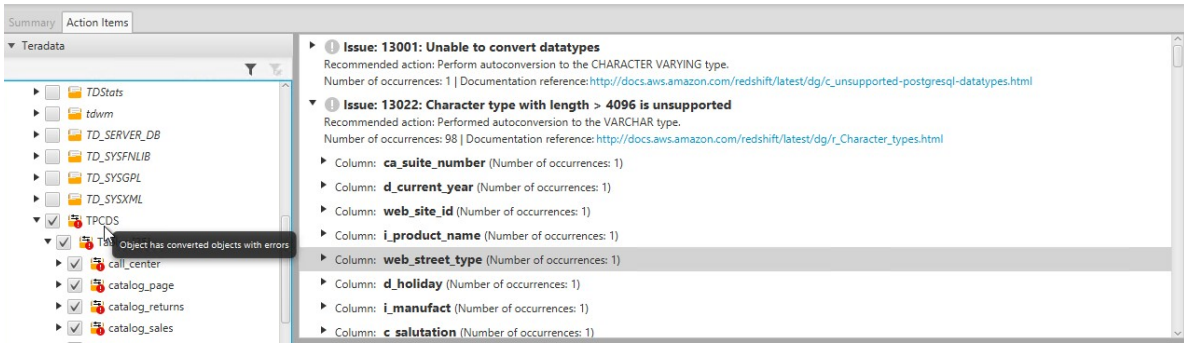 Summary Action Items
Teradata
TDStats
tdwm
TD_SERVER_DB
TD_SYSFNLIB
TD_SYSGPL
TD_SYSXML
TPCDS
Object has converted objects with errors
call_center
catalog_page
catalog_returns
catalog_sales
Issue: 13001: Unable to convert datatypes
Recommended action: Perform autoconversion to the CHARACTER VARYING type.
Number of occurrences: 1 | Documentation reference: http://docs.aws.amazon.com/redshift/latest/dg/c_unsupported-postgresql-datatypes.html
Issue: 13022: Character type with length > 4096 is unsupported
Recommended action: Performed autoconversion to the VARCHAR type.
Number of occurrences: 98 | Documentation reference: http://docs.aws.amazon.com/redshift/latest/dg/r_Character_types.html
Column: ca_suite_number (Number of occurrences: 1)
Column: d_current_year (Number of occurrences: 1)
Column: web_site_id (Number of occurrences: 1)
Column: i_product_name (Number of occurrences: 1)
Column: web_street_type (Number of occurrences: 1)
Column: d_holiday (Number of occurrences: 1)
Column: i_manufact (Number of occurrences: 1)
Column: c_salutation (Number of occurrences: 1)